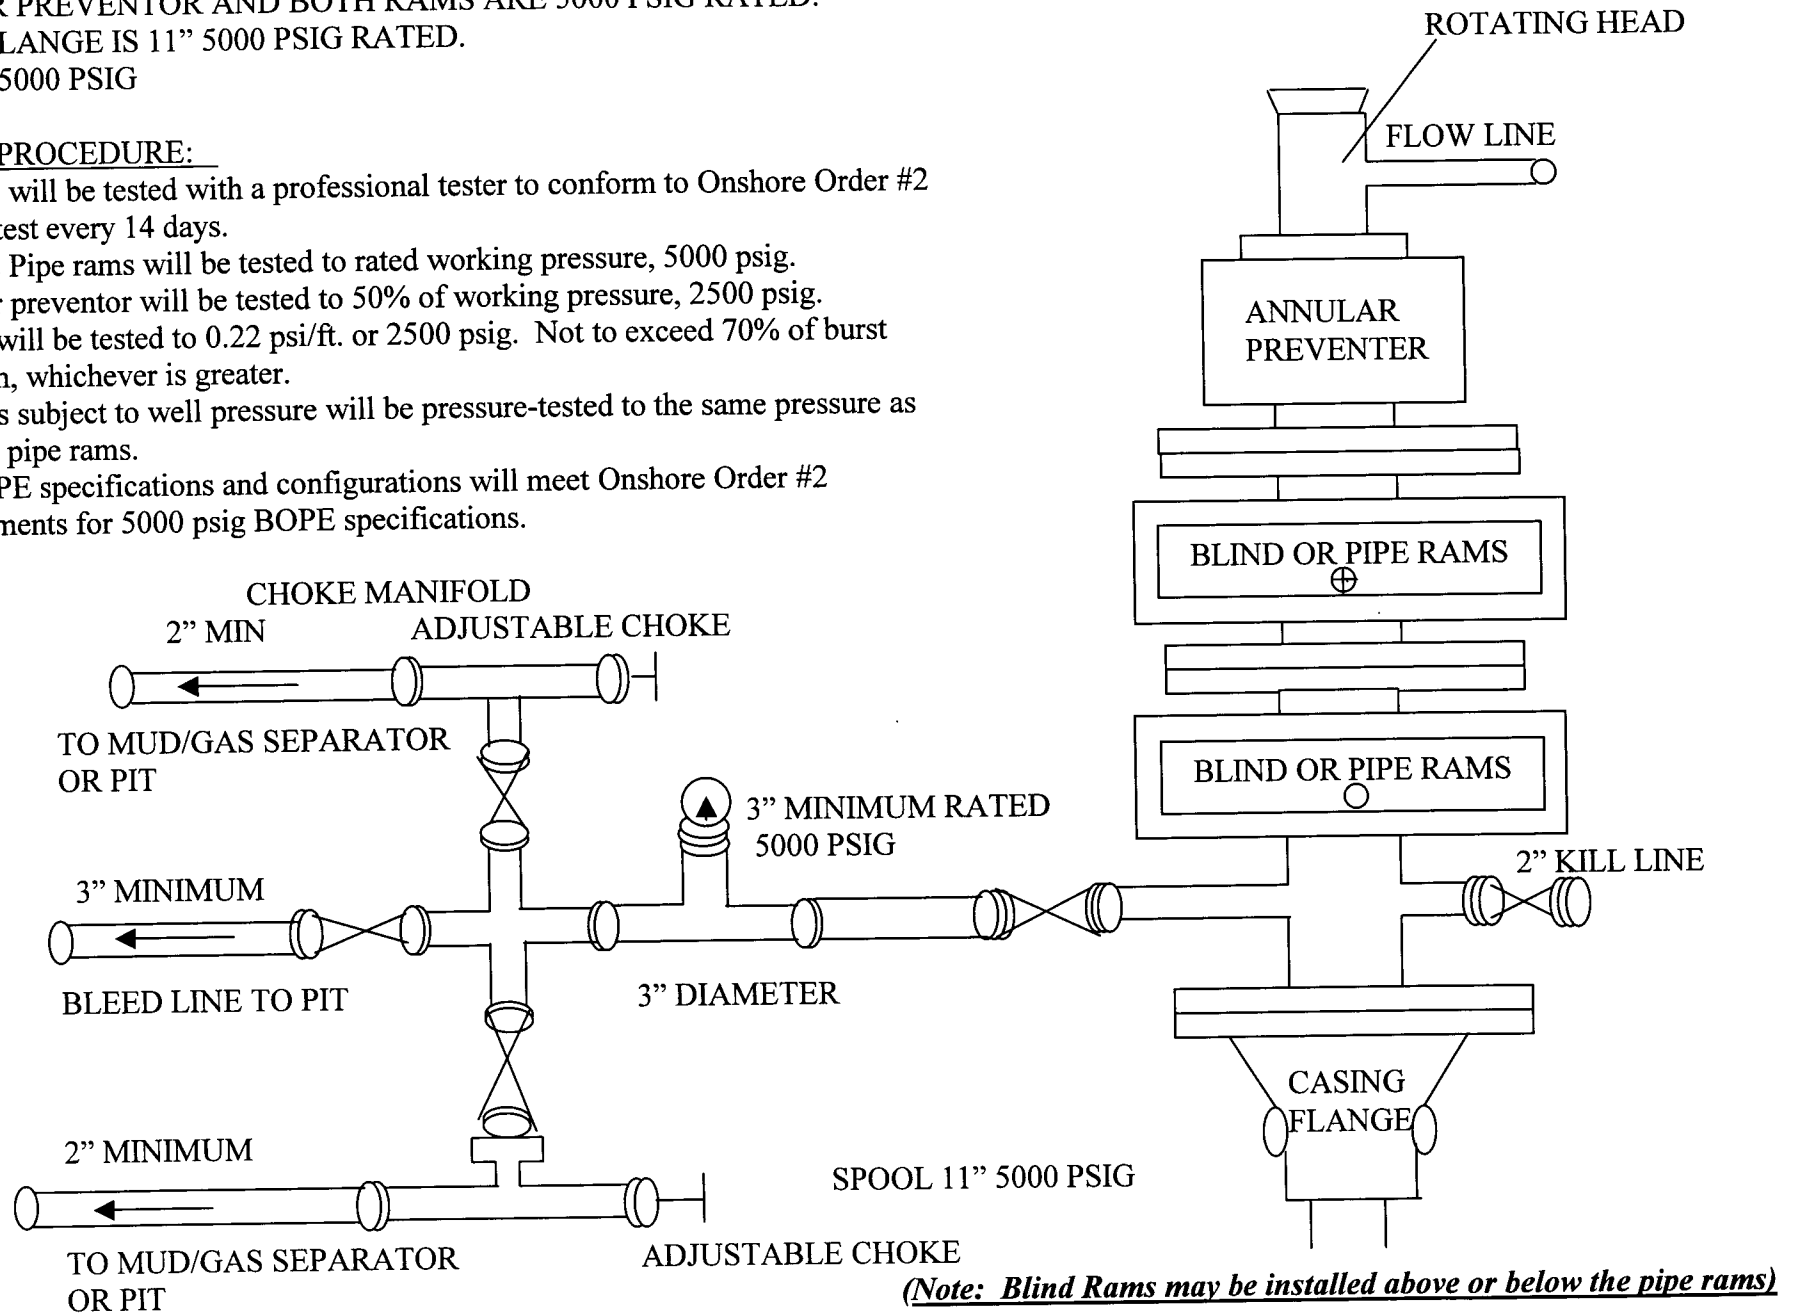 PREVENTOR AND BOTH RAMS ARE 5000 PSIG RATED.
LANGE IS 11” 5000 PSIG RATED.
5000 PSIG
PROCEDURE:
will be tested with a professional tester to conform to Onshore Order #2
test every 14 days.
Pipe rams will be tested to rated working pressure, 5000 psig.
r preventor will be tested to 50% of working pressure, 2500 psig.
will be tested to 0.22 psi/ft. or 2500 psig. Not to exceed 70% of burst
, whichever is greater.
s subject to well pressure will be pressure-tested to the same pressure as
pipe rams.
PE specifications and configurations will meet Onshore Order #2
ments for 5000 psig BOPE specifications.
ROTATING HEAD
FLOW LINE
ANNULAR
PREVENTER
BLIND OR PIPE RAMS
BLIND OR PIPE RAMS
2” KILL LINE
CASING
FLANGE
CHOKE MANIFOLD
2” MIN
ADJUSTABLE CHOKE
TO MUD/GAS SEPARATOR
OR PIT
3” MINIMUM RATED
5000 PSIG
3” MINIMUM
BLEED LINE TO PIT
3” DIAMETER
2” MINIMUM
SPOOL 11” 5000 PSIG
TO MUD/GAS SEPARATOR
OR PIT
ADJUSTABLE CHOKE
(Note: Blind Rams may be installed above or below the pipe rams)